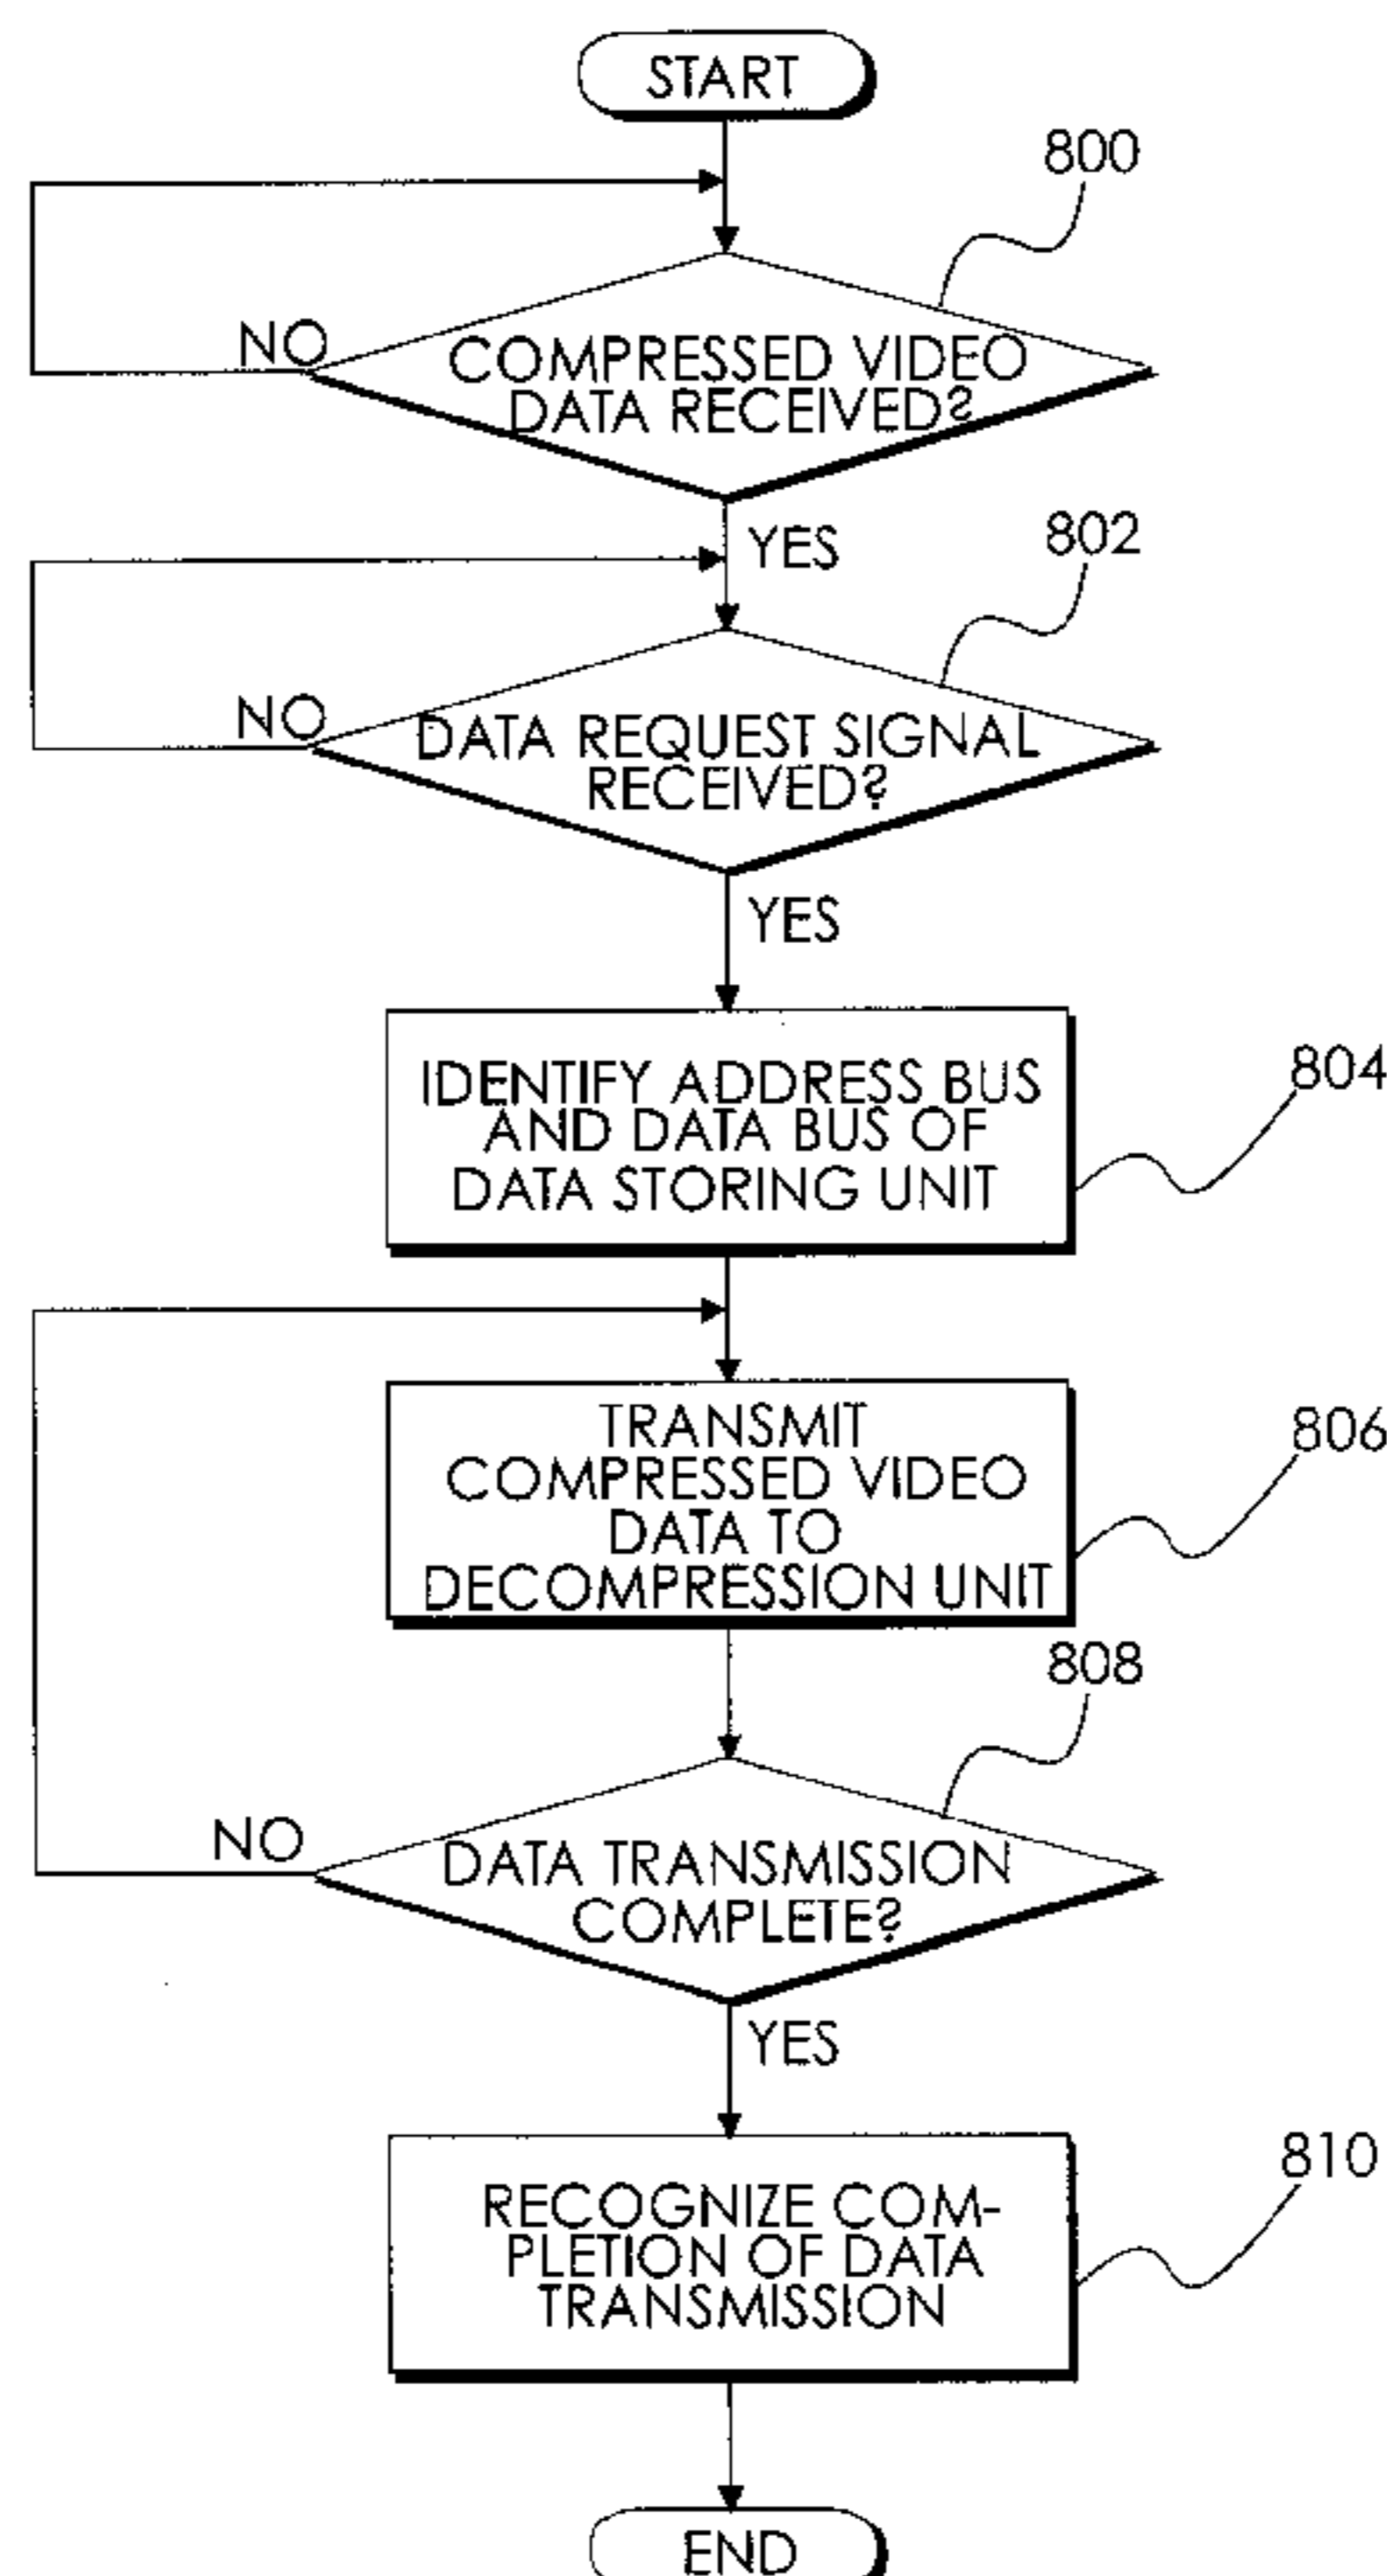 START
800
NO
COMPRESSED VIDEO
DATA RECEIVED?
YES
802
NO
DATA REQUEST SIGNAL
RECEIVED?
YES
IDENTIFY ADDRESS BUS
AND DATA BUS OF
DATA STORING UNIT
804
TRANSMIT
COMPRESSED VIDEO
DATA TO
DECOMPRESSION UNIT
806
808
NO
DATA TRANSMISSION
COMPLETE?
YES
RECOGNIZE COM-
PLETION OF DATA
TRANSMISSION
810
END